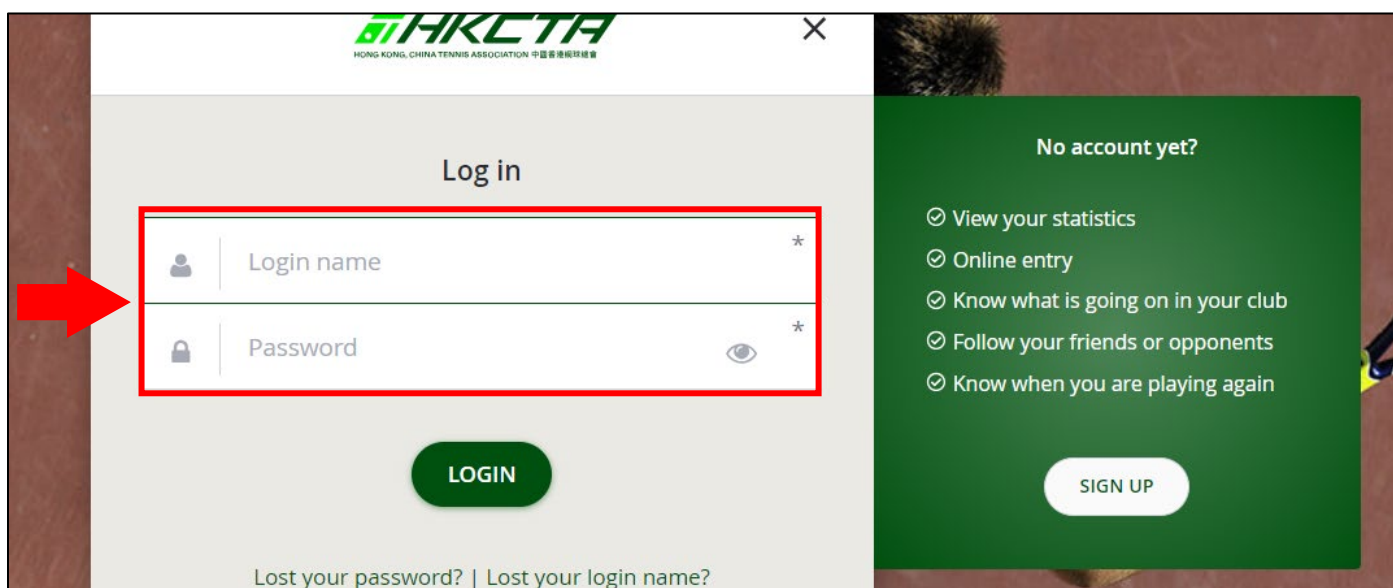 HKCTA
HONG KONG, CHINA TENNIS ASSOCIATION 中國香港網球總會
Log in
Login name *
Password *
LOGIN
Lost your password? | Lost your login name?
No account yet?
View your statistics
Online entry
Know what is going on in your club
Follow your friends or opponents
Know when you are playing again
SIGN UP